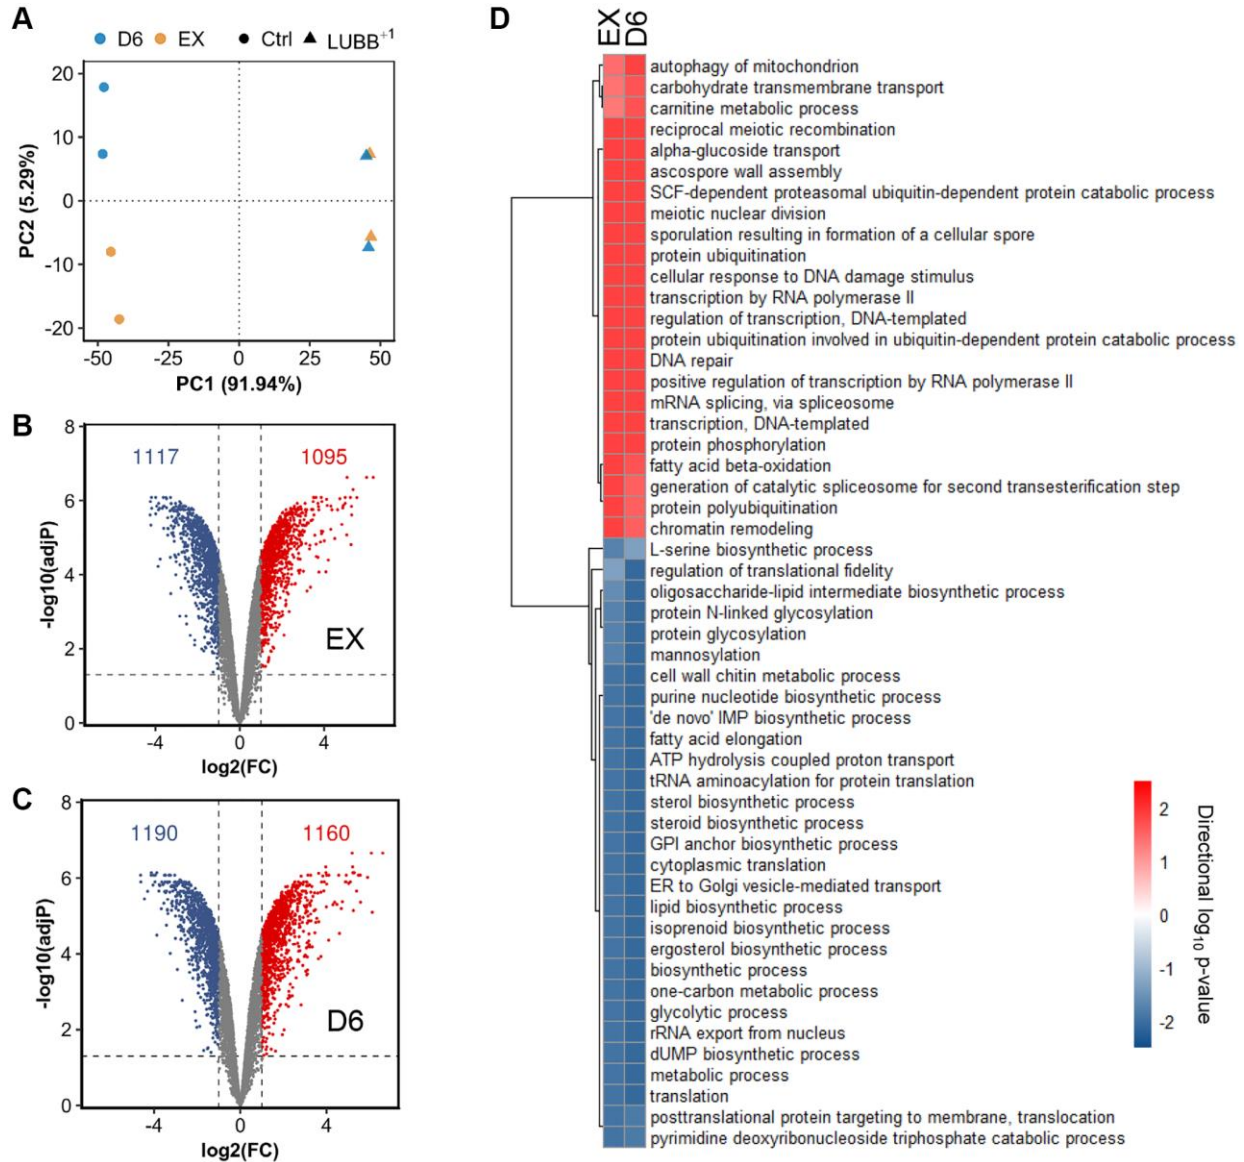 A
D6 EX Ctrl LUBB+1
20
10
0
-10
-20
PC2 (5.29%)
-50 -25 0 25 50
PC1 (91.94%)
B
8
6
4
2
0
-log10(adjP)
1117 1095
EX
-4 0 4
log2(FC)
C
8
6
4
2
0
-log10(adjP)
1190 1160
D6
-4 0 4
log2(FC)
D
EX D6
autophagy of mitochondrion
carbohydrate transmembrane transport
carnitine metabolic process
reciprocal meiotic recombination
alpha-glucoside transport
ascospore wall assembly
SCF-dependent proteasomal ubiquitin-dependent protein catabolic process
meiotic nuclear division
sporulation resulting in formation of a cellular spore
protein ubiquitination
cellular response to DNA damage stimulus
transcription by RNA polymerase II
regulation of transcription, DNA-templated
protein ubiquitination involved in ubiquitin-dependent protein catabolic process
DNA repair
positive regulation of transcription by RNA polymerase II
mRNA splicing, via spliceosome
transcription, DNA-templated
protein phosphorylation
fatty acid beta-oxidation
generation of catalytic spliceosome for second transesterification step
protein polyubiquitination
chromatin remodeling
L-serine biosynthetic process
regulation of translational fidelity
oligosaccharide-lipid intermediate biosynthetic process
protein N-linked glycosylation
protein glycosylation
mannosylation
cell wall chitin metabolic process
purine nucleotide biosynthetic process
'de novo' IMP biosynthetic process
fatty acid elongation
ATP hydrolysis coupled proton transport
tRNA aminoacylation for protein translation
sterol biosynthetic process
steroid biosynthetic process
GPI anchor biosynthetic process
cytoplasmic translation
ER to Golgi vesicle-mediated transport
lipid biosynthetic process
isoprenoid biosynthetic process
ergosterol biosynthetic process
biosynthetic process
one-carbon metabolic process
glycolytic process
rRNA export from nucleus
dUMP biosynthetic process
metabolic process
translation
posttranslational protein targeting to membrane, translocation
pyrimidine deoxyribonucleoside triphosphate catabolic process
2
1
0
-1
-2
Directional log10 p-value